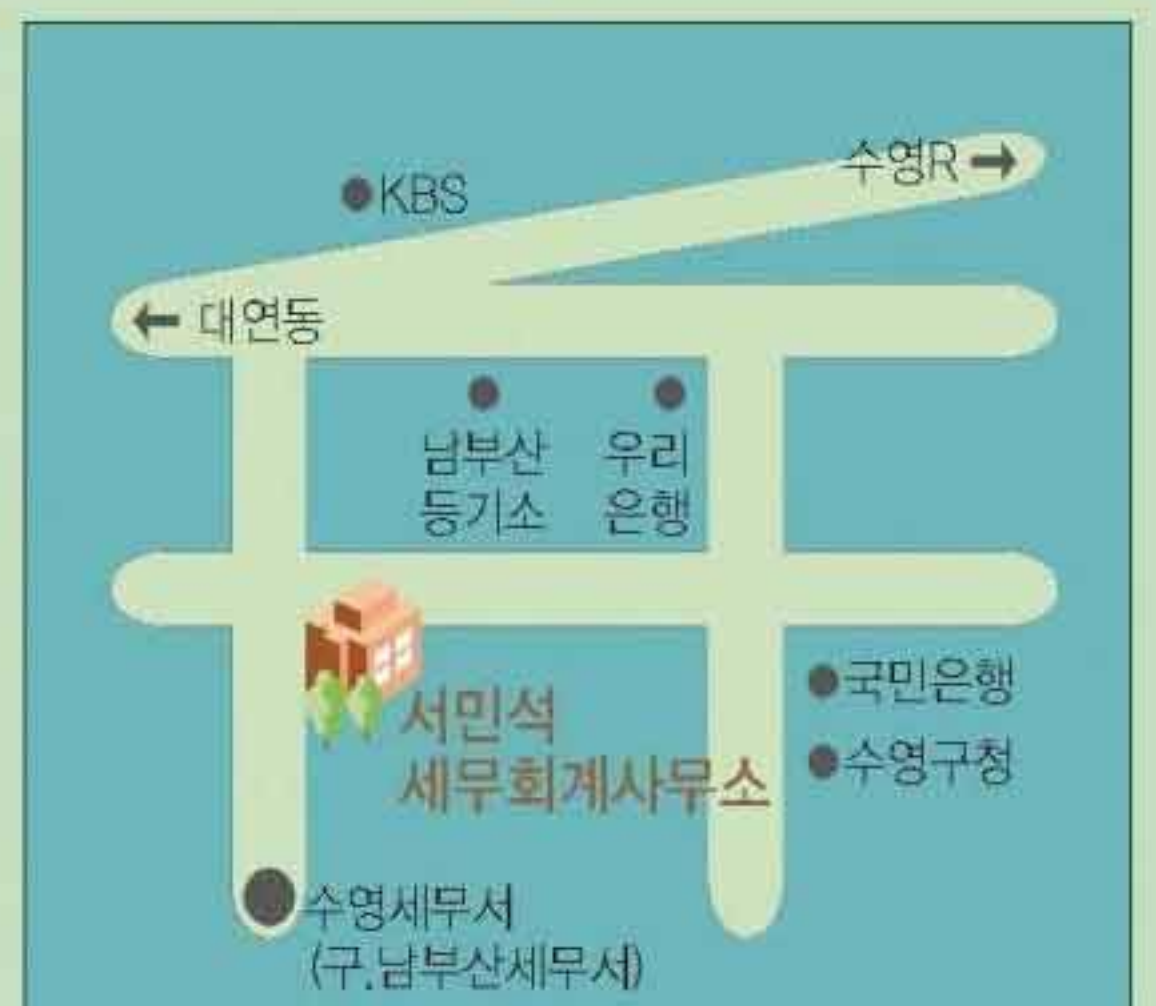 수영R →
●KBS
← 대연동
남부산
등기소
우리
은행
●국민은행
서민석
세무회계사무소
●수영구청
수영세무서
(구.남부산세무서)